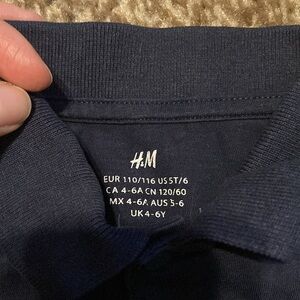 H&M
EUR 110/116 US 5T/6
CA 4-6A CN 120/60
MX 4-6A AUS 5-6
UK 4-6Y